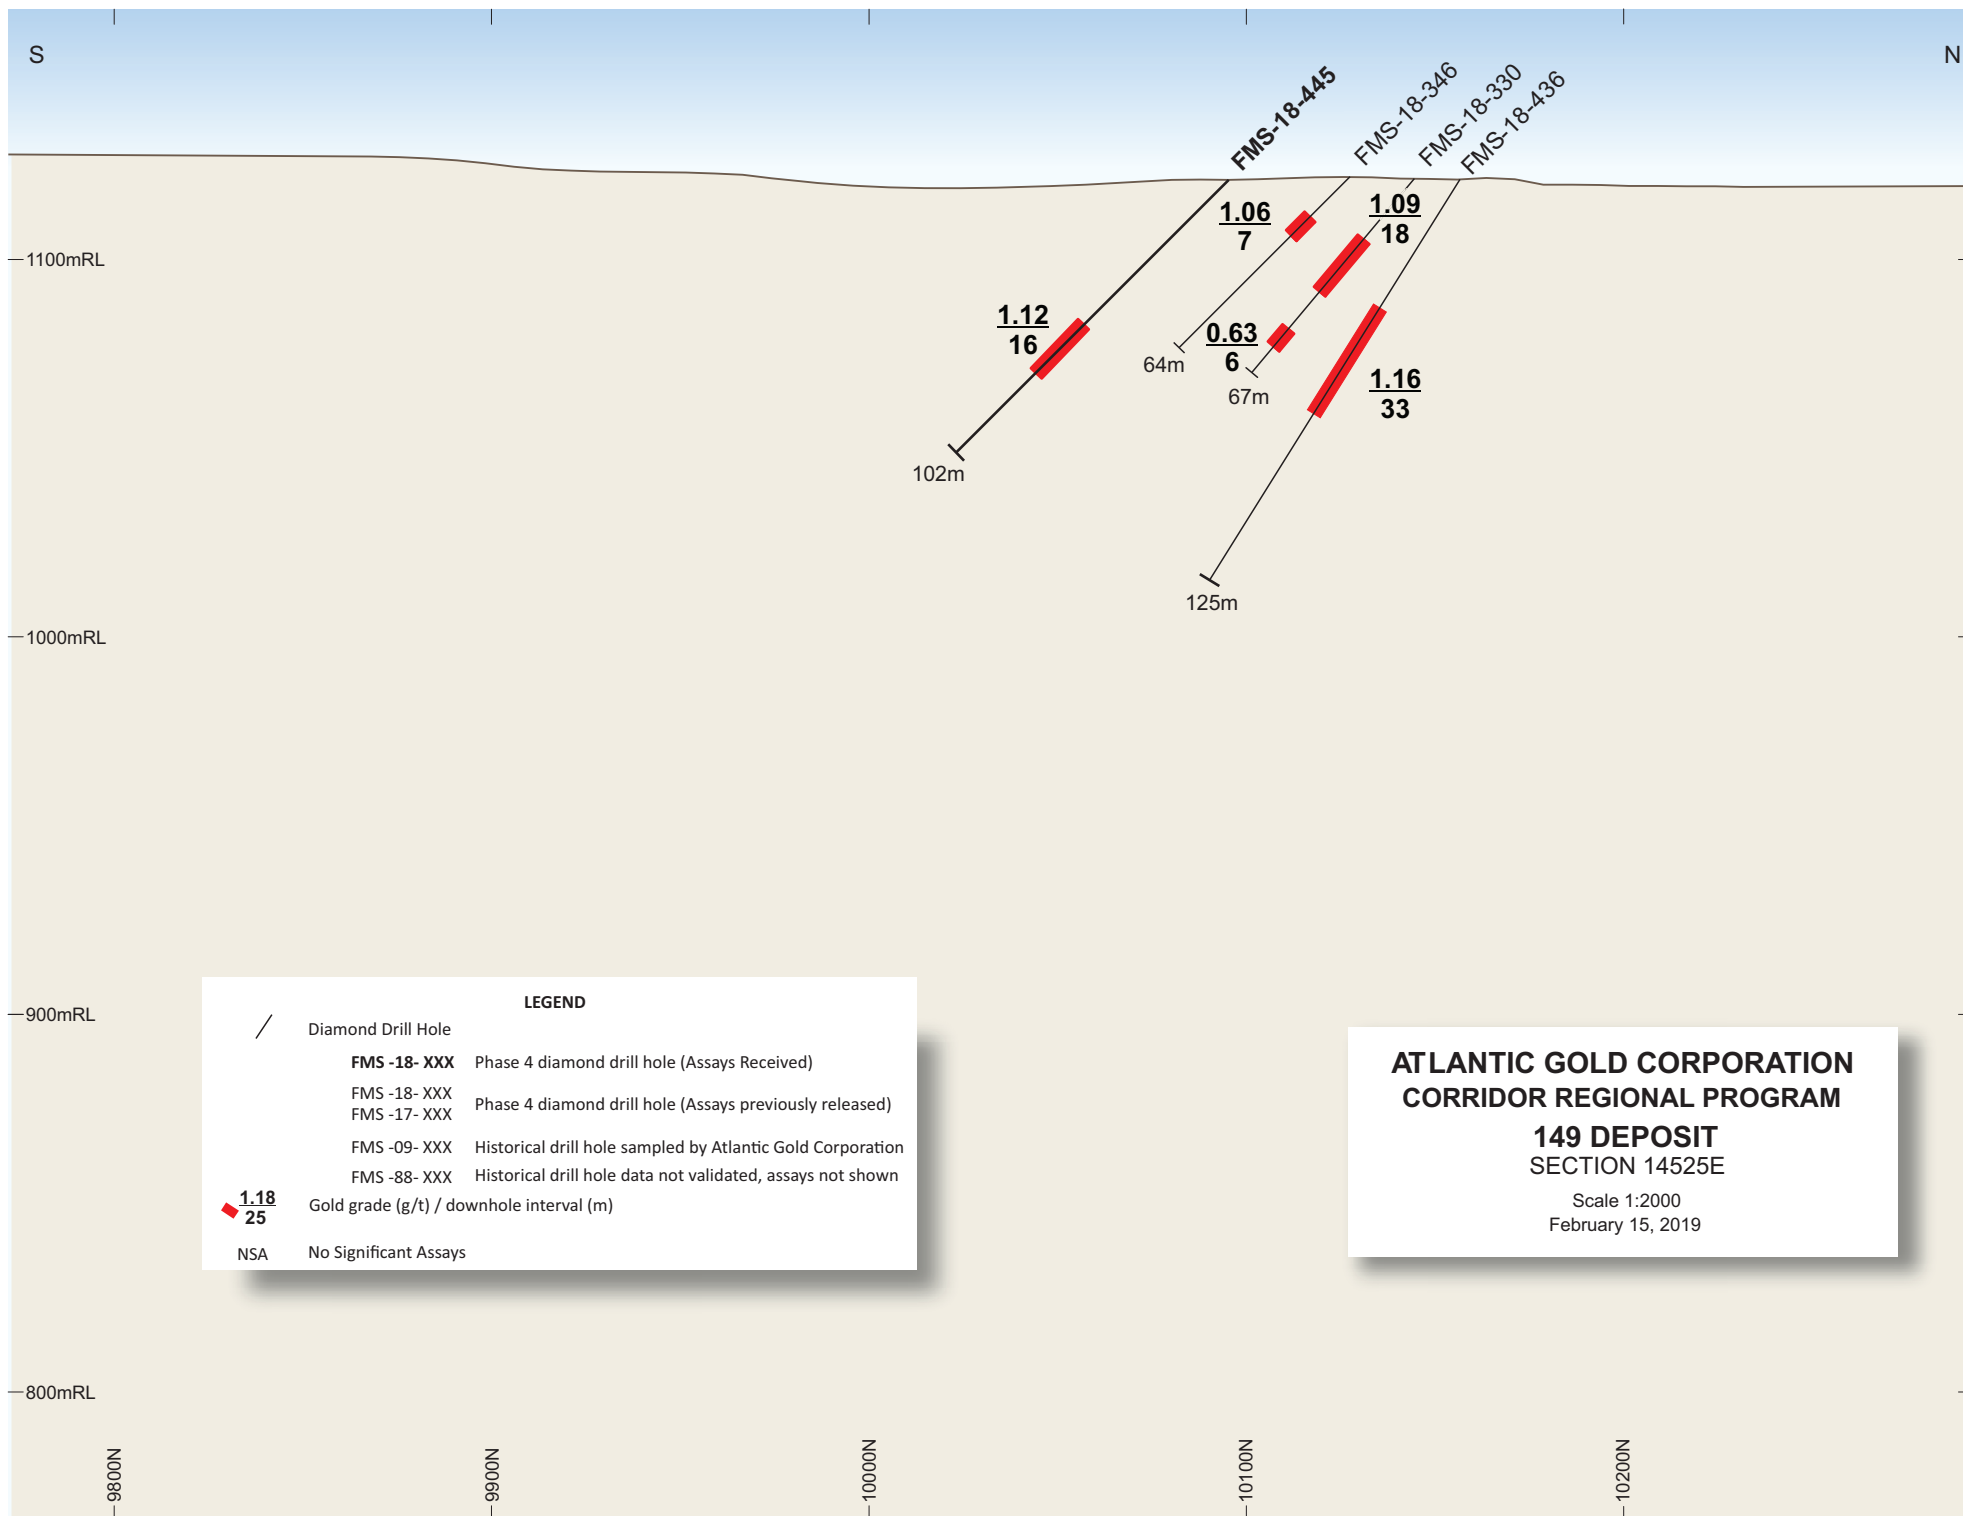 S
N
FMS-18-445
FMS-18-346
FMS-18-330
FMS-18-436
1.06
7
1.09
18
1100mRL
1.12
16
0.63
6
64m
67m
1.16
33
102m
125m
1000mRL
900mRL
800mRL
LEGEND
Diamond Drill Hole
FMS -18- XXX Phase 4 diamond drill hole (Assays Received)
FMS -18- XXX
FMS -17- XXX Phase 4 diamond drill hole (Assays previously released)
FMS -09- XXX Historical drill hole sampled by Atlantic Gold Corporation
FMS -88- XXX Historical drill hole data not validated, assays not shown
1.18
25
Gold grade (g/t) / downhole interval (m)
NSA No Significant Assays
ATLANTIC GOLD CORPORATION
CORRIDOR REGIONAL PROGRAM
149 DEPOSIT
SECTION 14525E
Scale 1:2000
February 15, 2019
9800N
9900N
10000N
10100N
10200N